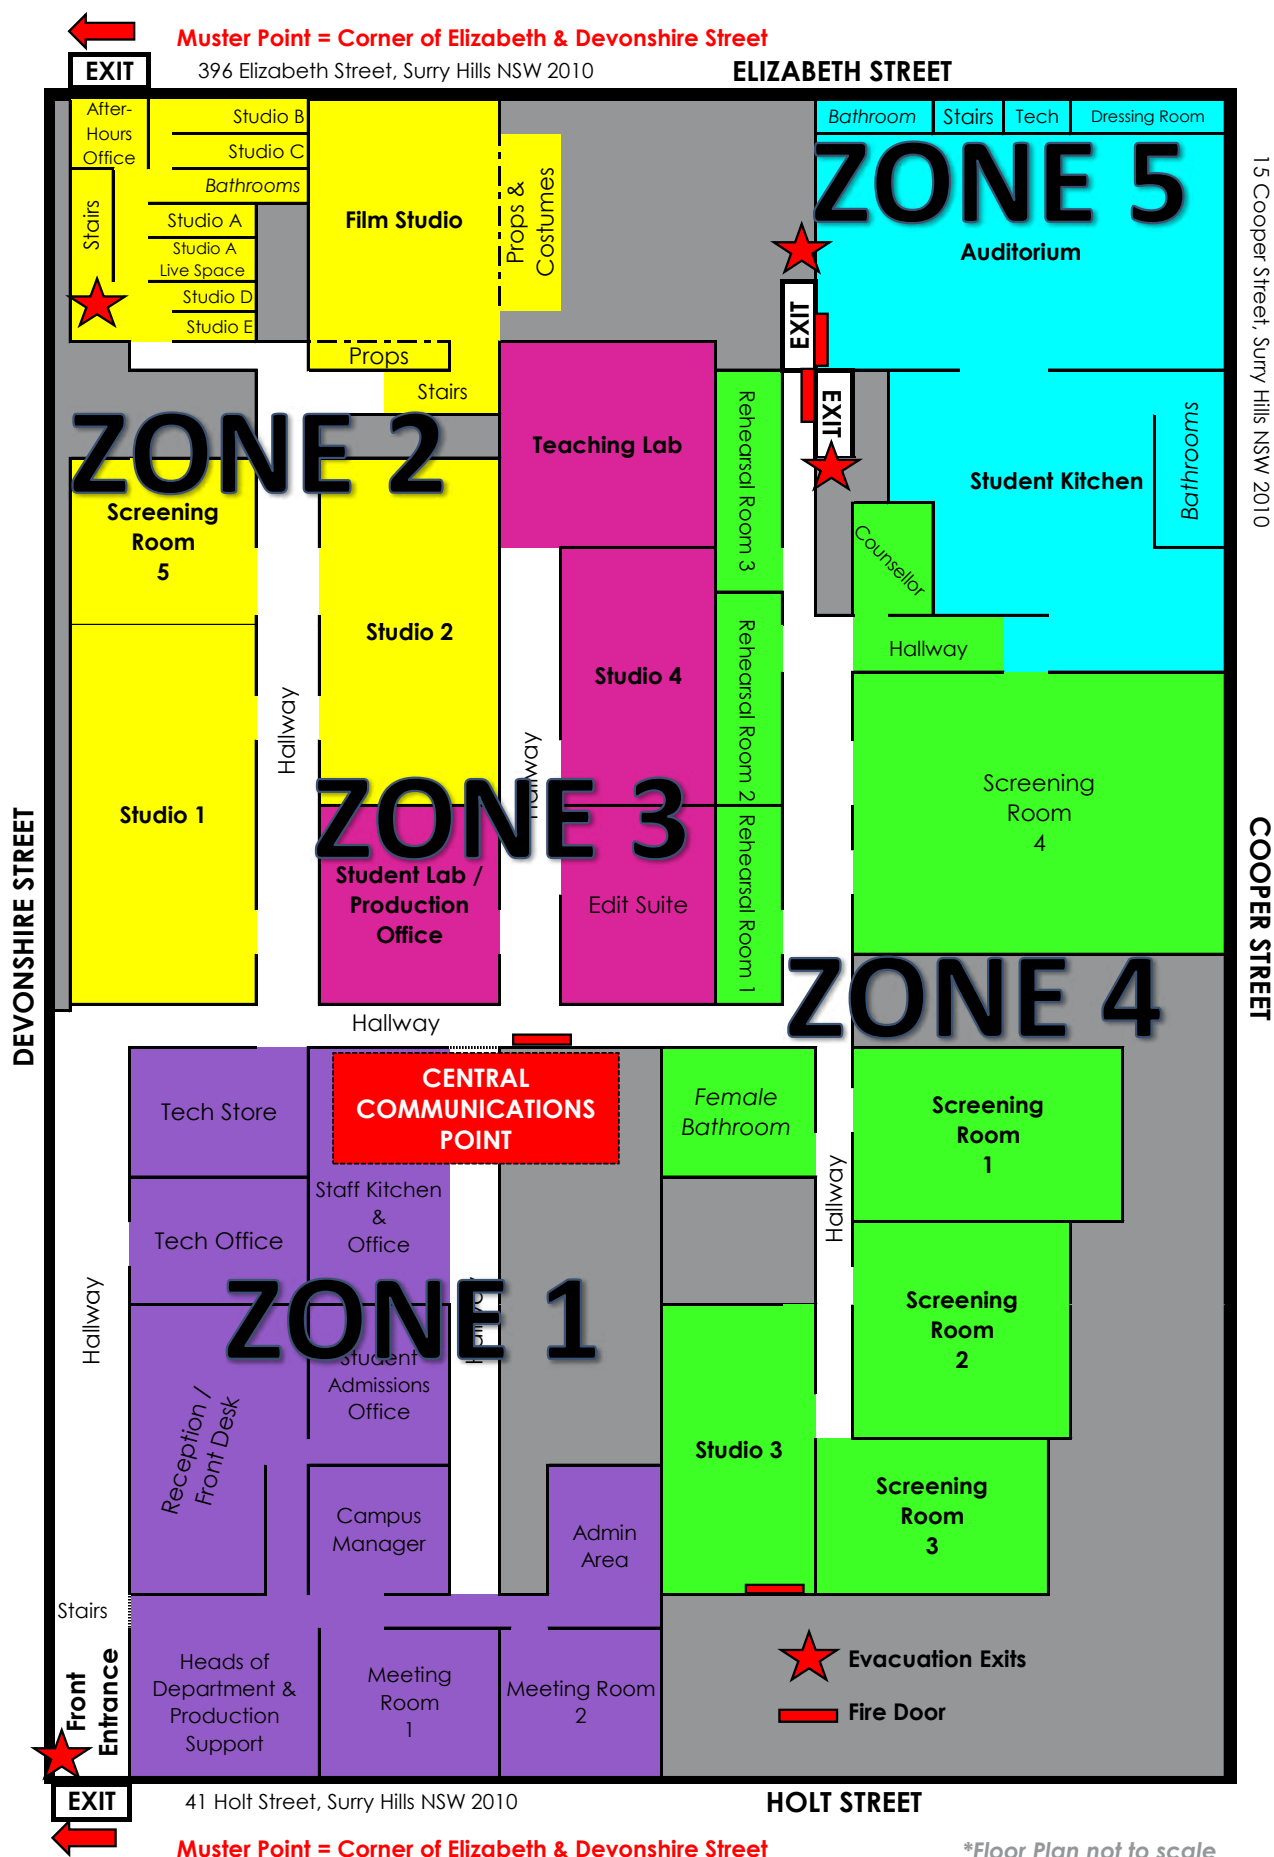 Muster Point = Corner of Elizabeth & Devonshire Street
EXIT
396 Elizabeth Street, Surry Hills NSW 2010
ELIZABETH STREET
After-
Hours
Office
Studio B
Studio C
Bathrooms
Stairs
Studio A
Studio A
Live Space
Studio D
Studio E
Film Studio
Props &
Costumes
Props
Stairs
Bathroom
Stairs
Tech
Dressing Room
ZONE 5
Auditorium
EXIT
EXIT
15 Cooper Street, Surry Hills NSW 2010
ZONE 2
Screening
Room
5
Studio 2
Teaching Lab
Rehearsal Room 3
Student Kitchen
Bathrooms
Counsellor
Hallway
Studio 4
Rehearsal Room 2
Hallway
Hallway
Studio 1
Screening
Room
4
ZONE 3
Student Lab /
Production
Office
Edit Suite
Rehearsal Room 1
DEVONSHIRE STREET
COOPER STREET
ZONE 4
Hallway
CENTRAL
COMMUNICATIONS
POINT
Tech Store
Female
Bathroom
Screening
Room
1
Staff Kitchen
&
Office
Tech Office
Hallway
Hallway
Hallway
ZONE 1
Screening
Room
2
Student
Admissions
Office
Reception /
Front Desk
Studio 3
Campus
Manager
Admin
Area
Screening
Room
3
Stairs
Front
Entrance
Heads of
Department &
Production
Support
Meeting
Room
1
Meeting Room
2
Evacuation Exits
Fire Door
EXIT
41 Holt Street, Surry Hills NSW 2010
HOLT STREET
Muster Point = Corner of Elizabeth & Devonshire Street
*Floor Plan not to scale